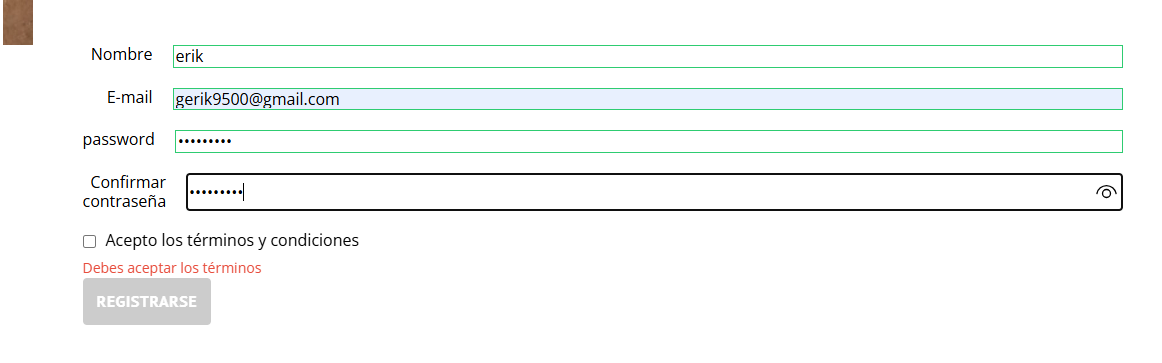 Nombre erik
E-mail gerik9500@gmail.com
password •••••••••
Confirmar contraseña •••••••••
Acepto los términos y condiciones
Debes aceptar los términos
REGISTRARSE